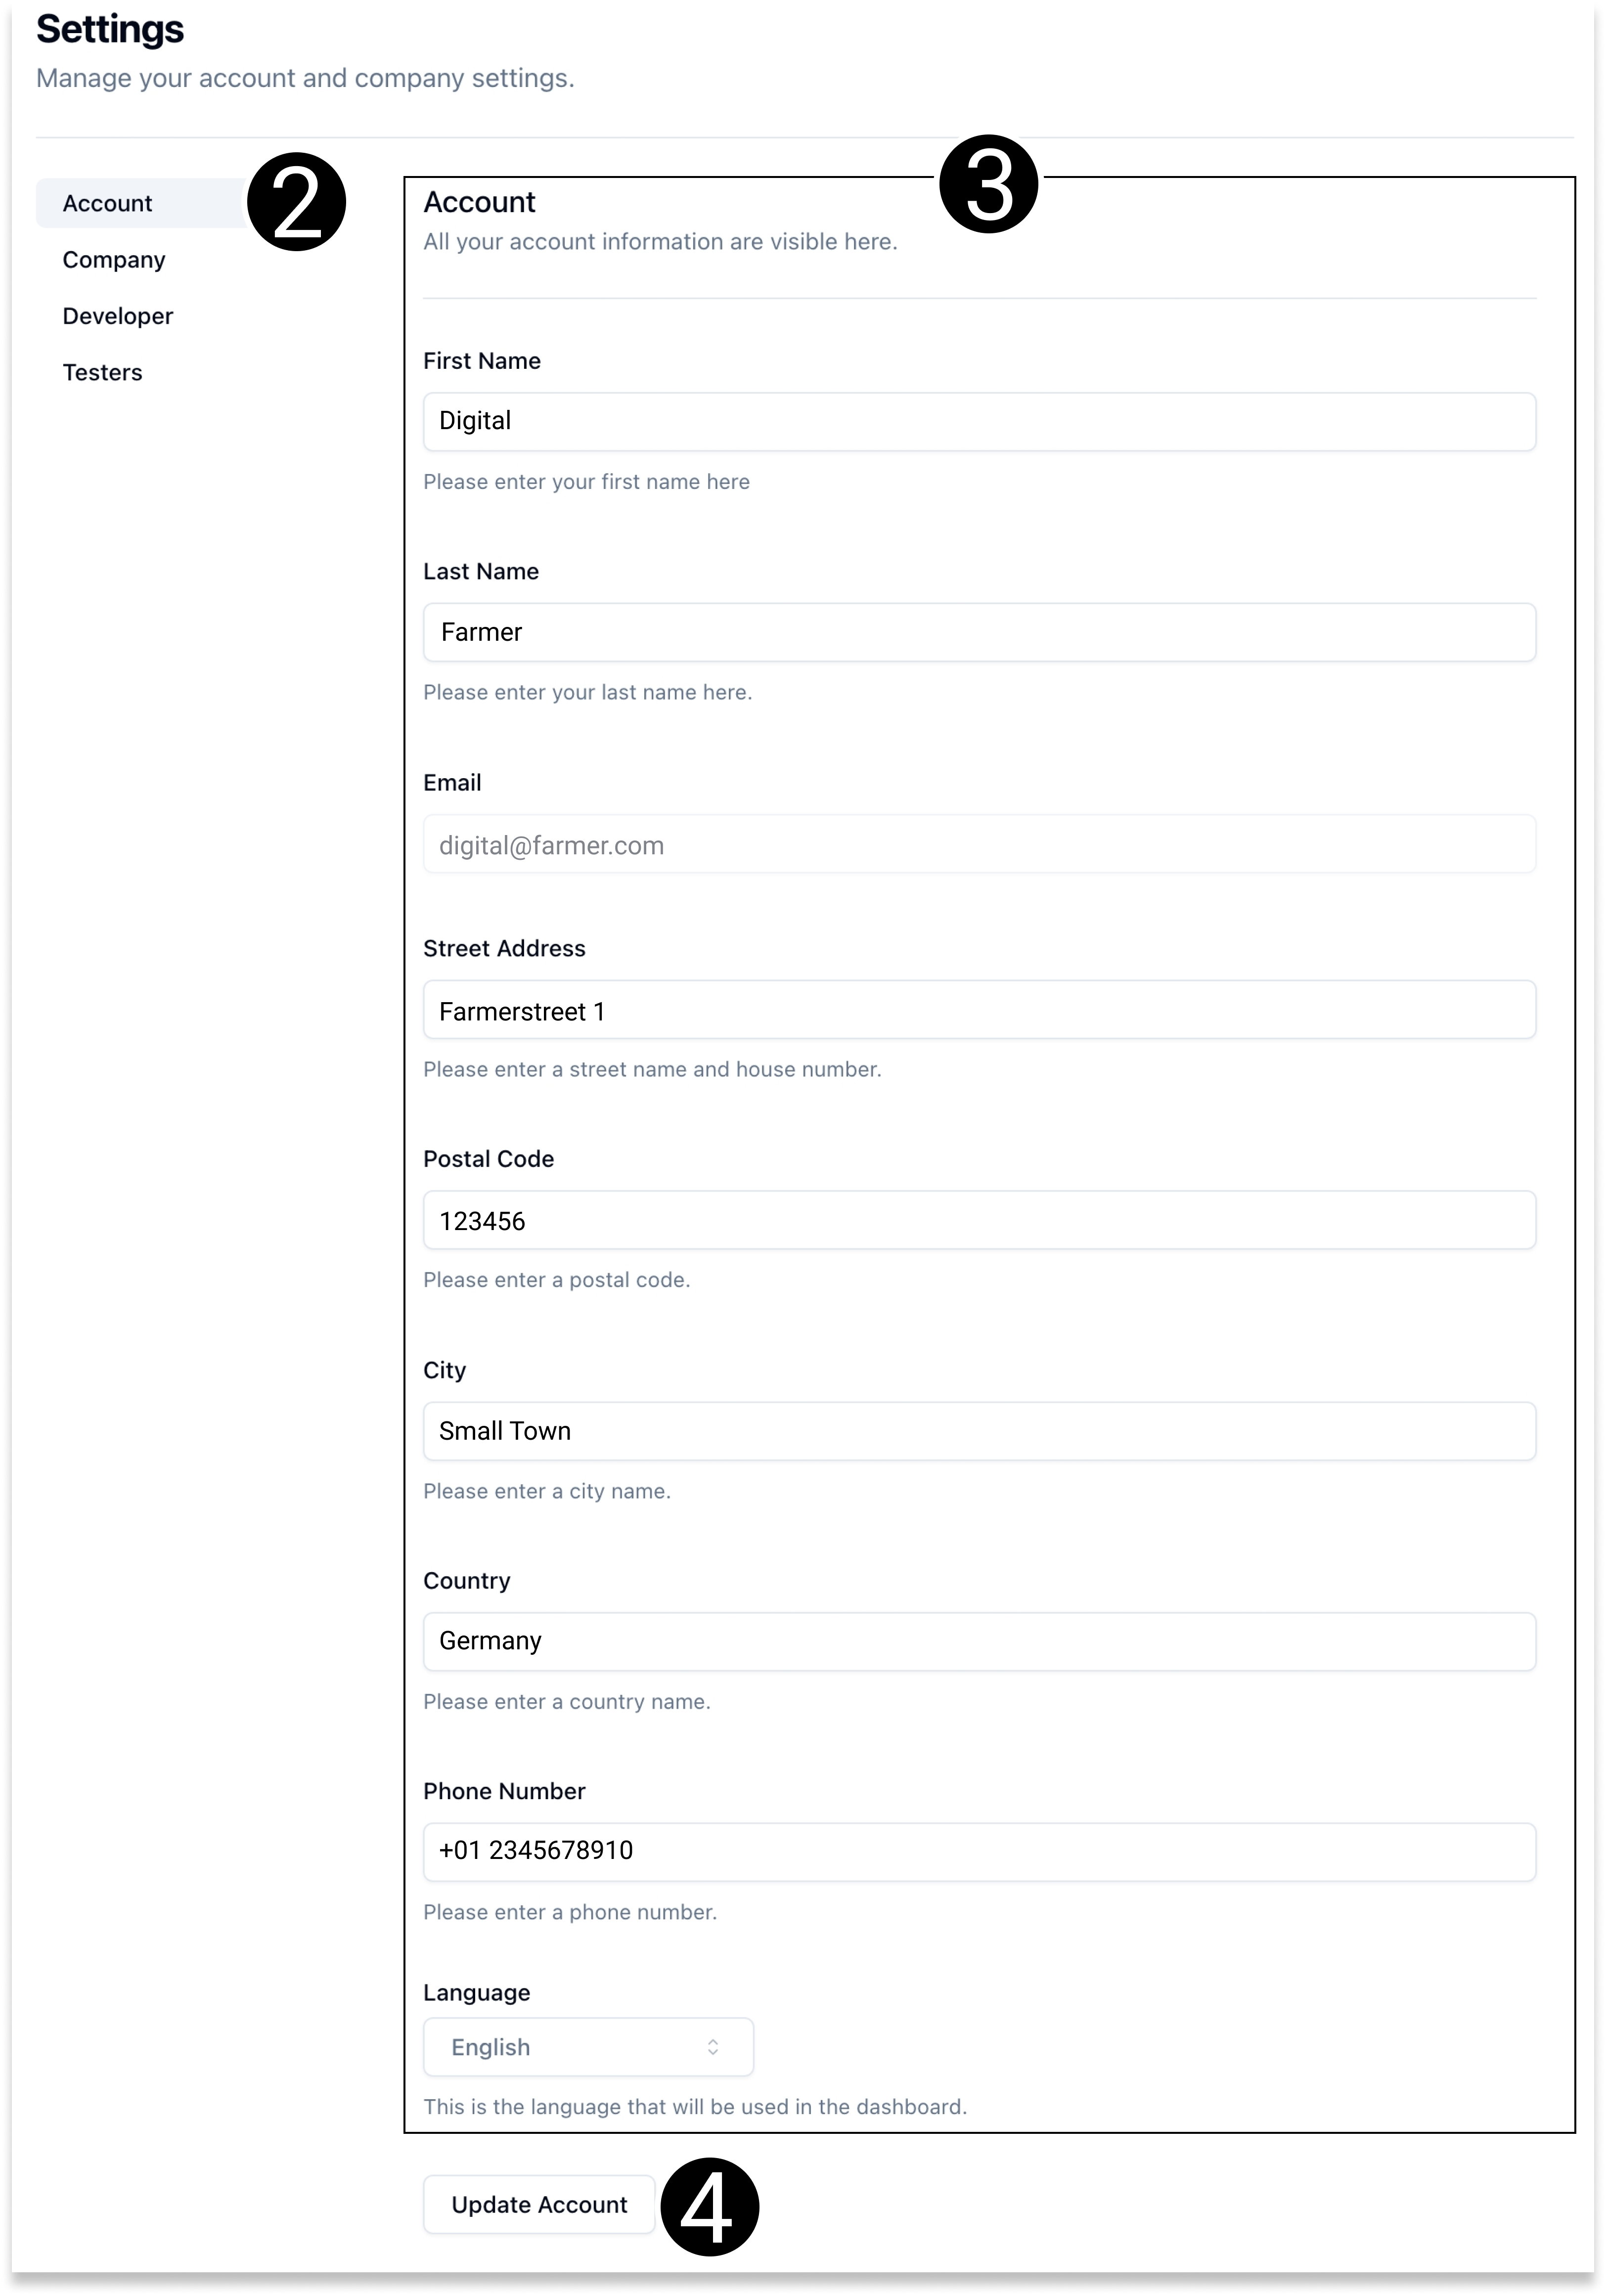 Settings
Manage your account and company settings.
Account
2
Company
Developer
Testers
3
Account
All your account information are visible here.
First Name
Digital
Please enter your first name here
Last Name
Farmer
Please enter your last name here.
Email
digital@farmer.com
Street Address
Farmerstreet 1
Please enter a street name and house number.
Postal Code
123456
Please enter a postal code.
City
Small Town
Please enter a city name.
Country
Germany
Please enter a country name.
Phone Number
+01 2345678910
Please enter a phone number.
Language
English
This is the language that will be used in the dashboard.
Update Account
4